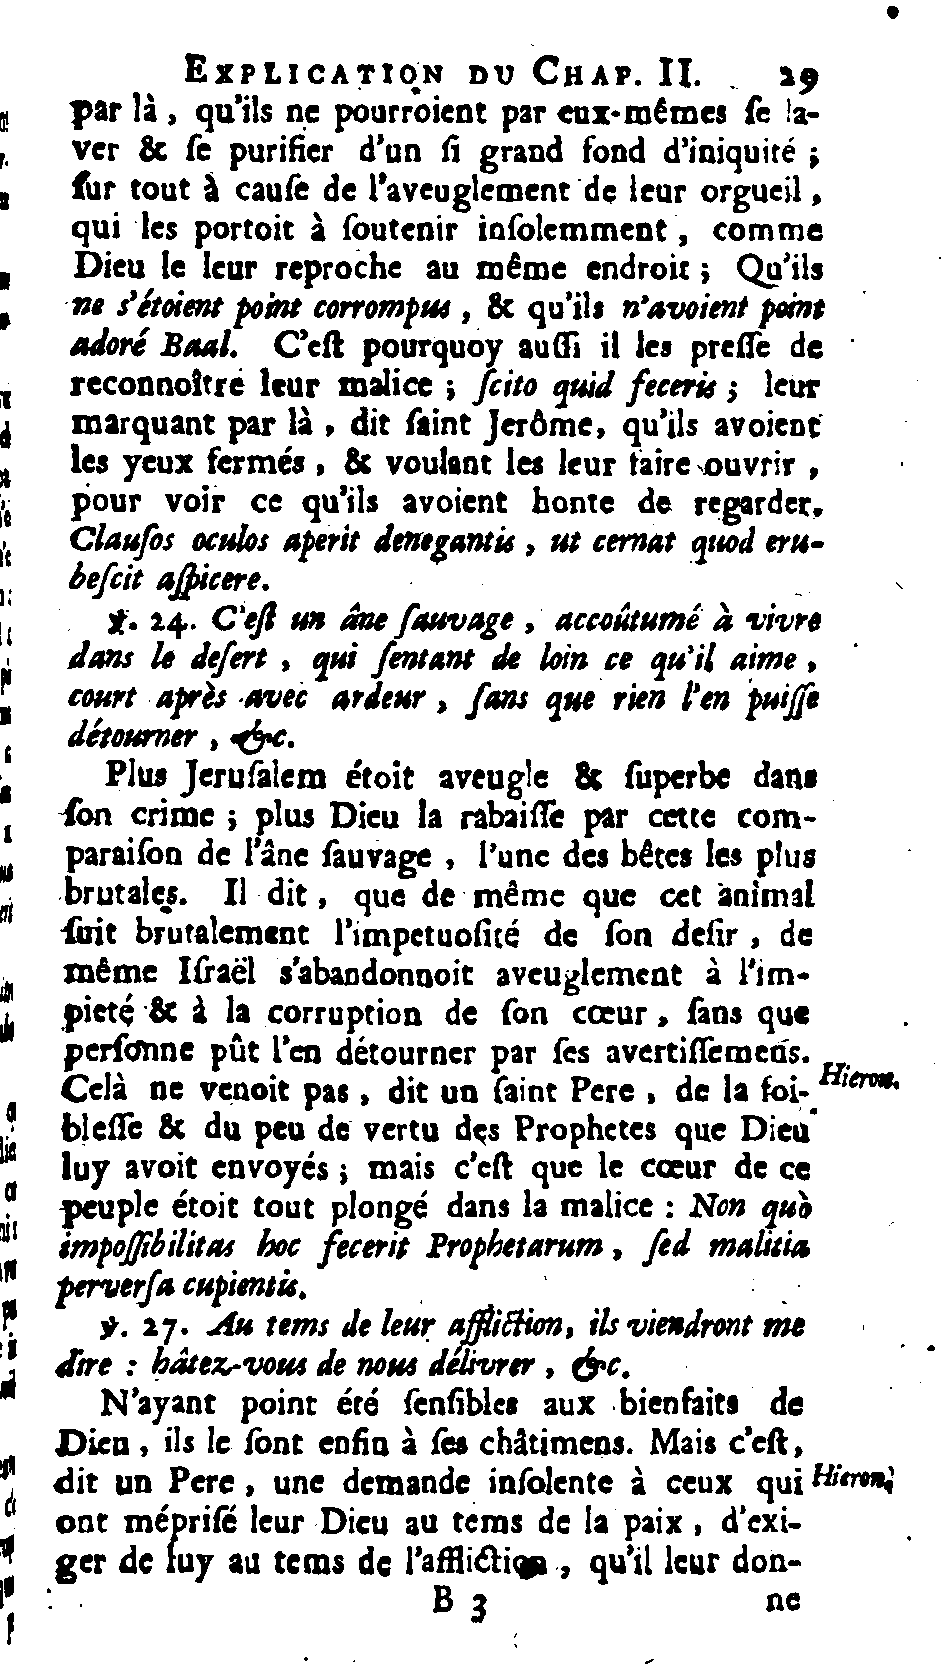 EXPLICATION DU CHAP. II. 29
par là, qu'ils ne pourroient par eux-mêmes ſe la-
ver & ſe purifier d'un ſi grand fond d'iniquité ;
ſur tout à cauſe de l'aveuglement de leur orgueil,
qui les portoit à ſoutenir inſolemment, comme
Dieu le leur reproche au même endroit ; Qu'ils
ne s'étoient point corrompus, & qu'ils n'avoient point
adoré Baal. C'eſt pourquoy auſſi il les preſſe de
reconnoître leur malice ; ſcito quid feceris ; leur
marquant par là, dit ſaint Jerôme, qu'ils avoient
les yeux fermés, & voulant les leur faire ouvrir,
pour voir ce qu'ils avoient honte de regarder.
Clauſos oculos aperit denegantis, ut cernat quod eru-
beſcit aſpicere.
℣. 24. C'eſt un âne ſauvage, accoûtumé à vivre
dans le deſert, qui ſentant de loin ce qu'il aime,
court après avec ardeur, ſans que rien l'en puiſſe
détourner, &c.
Plus Jeruſalem étoit aveugle & ſuperbe dans
ſon crime ; plus Dieu la rabaiſſe par cette com-
paraiſon de l'âne ſauvage, l'une des bêtes les plus
brutales. Il dit, que de même que cet animal
ſuit brutalement l'impetuoſité de ſon deſir, de
même Iſraël s'abandonnoit aveuglement à l'im-
pieté & à la corruption de ſon cœur, ſans que
perſonne pût l'en détourner par ſes avertiſſemens.
Celà ne venoit pas, dit un ſaint Pere, de la foi- Hieron.
bleſſe & du peu de vertu des Prophetes que Dieu
luy avoit envoyés ; mais c'eſt que le cœur de ce
peuple étoit tout plongé dans la malice : Non quò
impoſſibilitas hoc fecerit Prophetarum, ſed malitia
perverſa cupientis.
℣. 27. Au tems de leur affliction, ils viendront me
dire : hâtez-vous de nous délivrer, &c.
N'ayant point été ſenſibles aux bienfaits de
Dieu, ils le ſont enfin à ſes châtimens. Mais c'eſt,
dit un Pere, une demande inſolente à ceux qui Hieron.
ont mépriſé leur Dieu au tems de la paix, d'exi-
ger de luy au tems de l'affliction, qu'il leur don-
B 3 ne